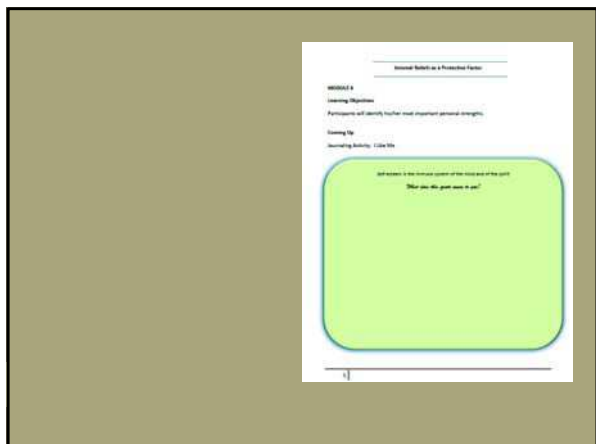 Internal Beliefs as a Protective Factor
MODULE 8
Learning Objectives
Participants will identify his/her most important personal strengths.
Coming Up
Journaling Activity: I Like Me
Self-esteem is the immune system of the mind and of the spirit
What does this quote mean to you?